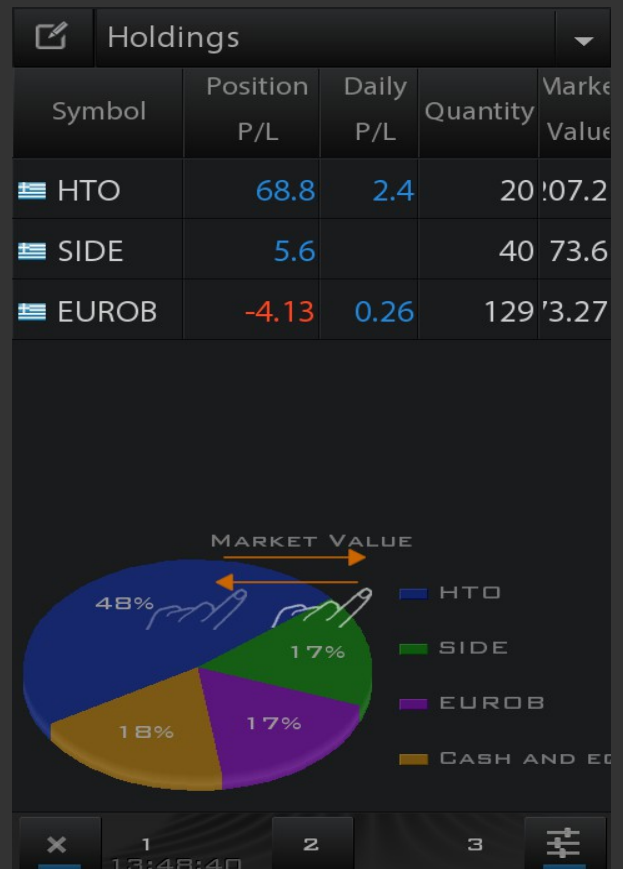 Holdings
Symbol Position P/L Daily P/L Quantity Value
HTO 68.8 2.4 20
SIDE 5.6 40 73.6
EUROB -4.13 0.26 129
MARKET VALUE
48%
17%
17%
18%
HTO
SIDE
EUROB
CASH AND
1 2 3
13:48:40